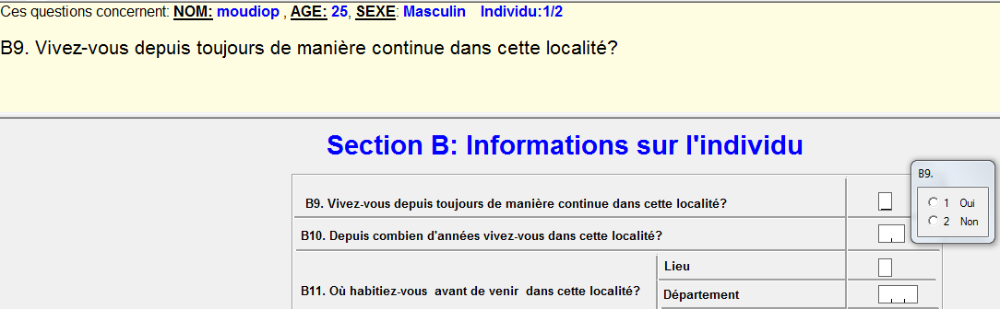 Ces questions concernent: NOM: moudiop , AGE: 25, SEXE: Masculin Individu:1/2
B9. Vivez-vous depuis toujours de manière continue dans cette localité?
Section B: Informations sur l'individu
B9.
B9. Vivez-vous depuis toujours de manière continue dans cette localité?
1 Oui
2 Non
B10. Depuis combien d'années vivez-vous dans cette localité?
Lieu
B11. Où habitiez-vous avant de venir dans cette localité?
Département